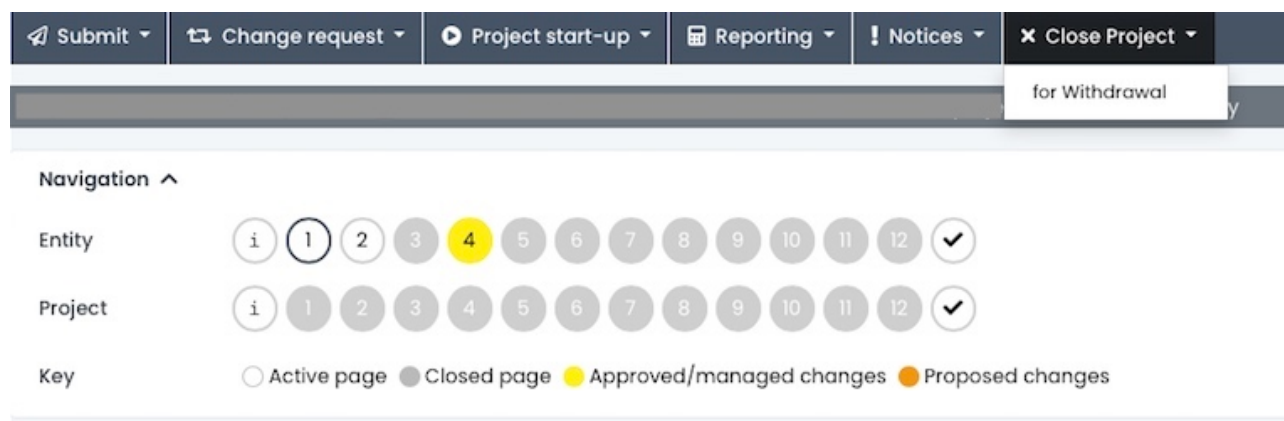 Submit Change request Project start-up Reporting ! Notices × Close Project
for Withdrawal
y
Navigation
Entity i 1 2 3 4 5 6 7 8 9 10 11 12
Project i 1 2 3 4 5 6 7 8 9 10 11 12
Key Active page Closed page Approved/managed changes Proposed changes